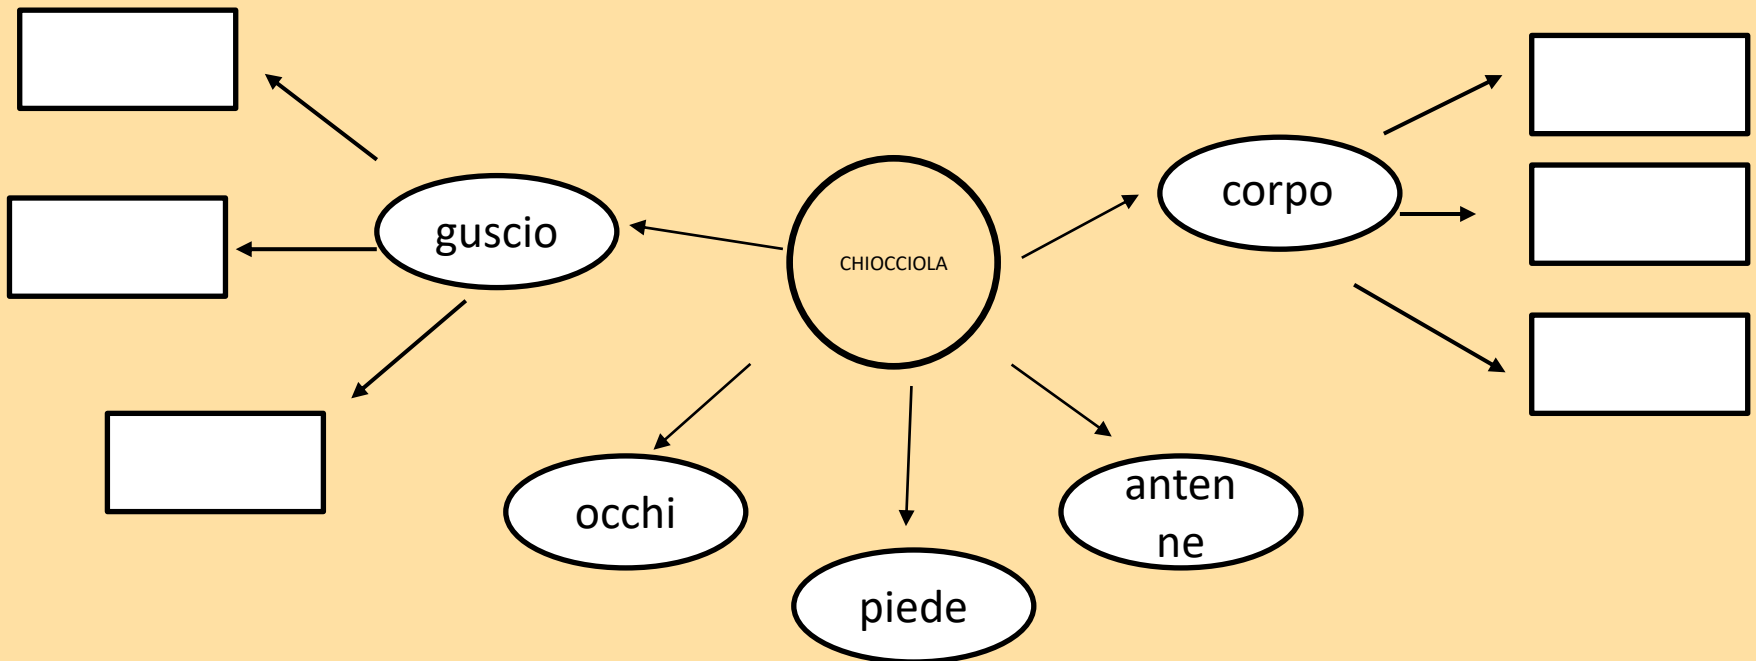 corpo
guscio
CHIOCCIOLA
occhi
anten
ne
piede